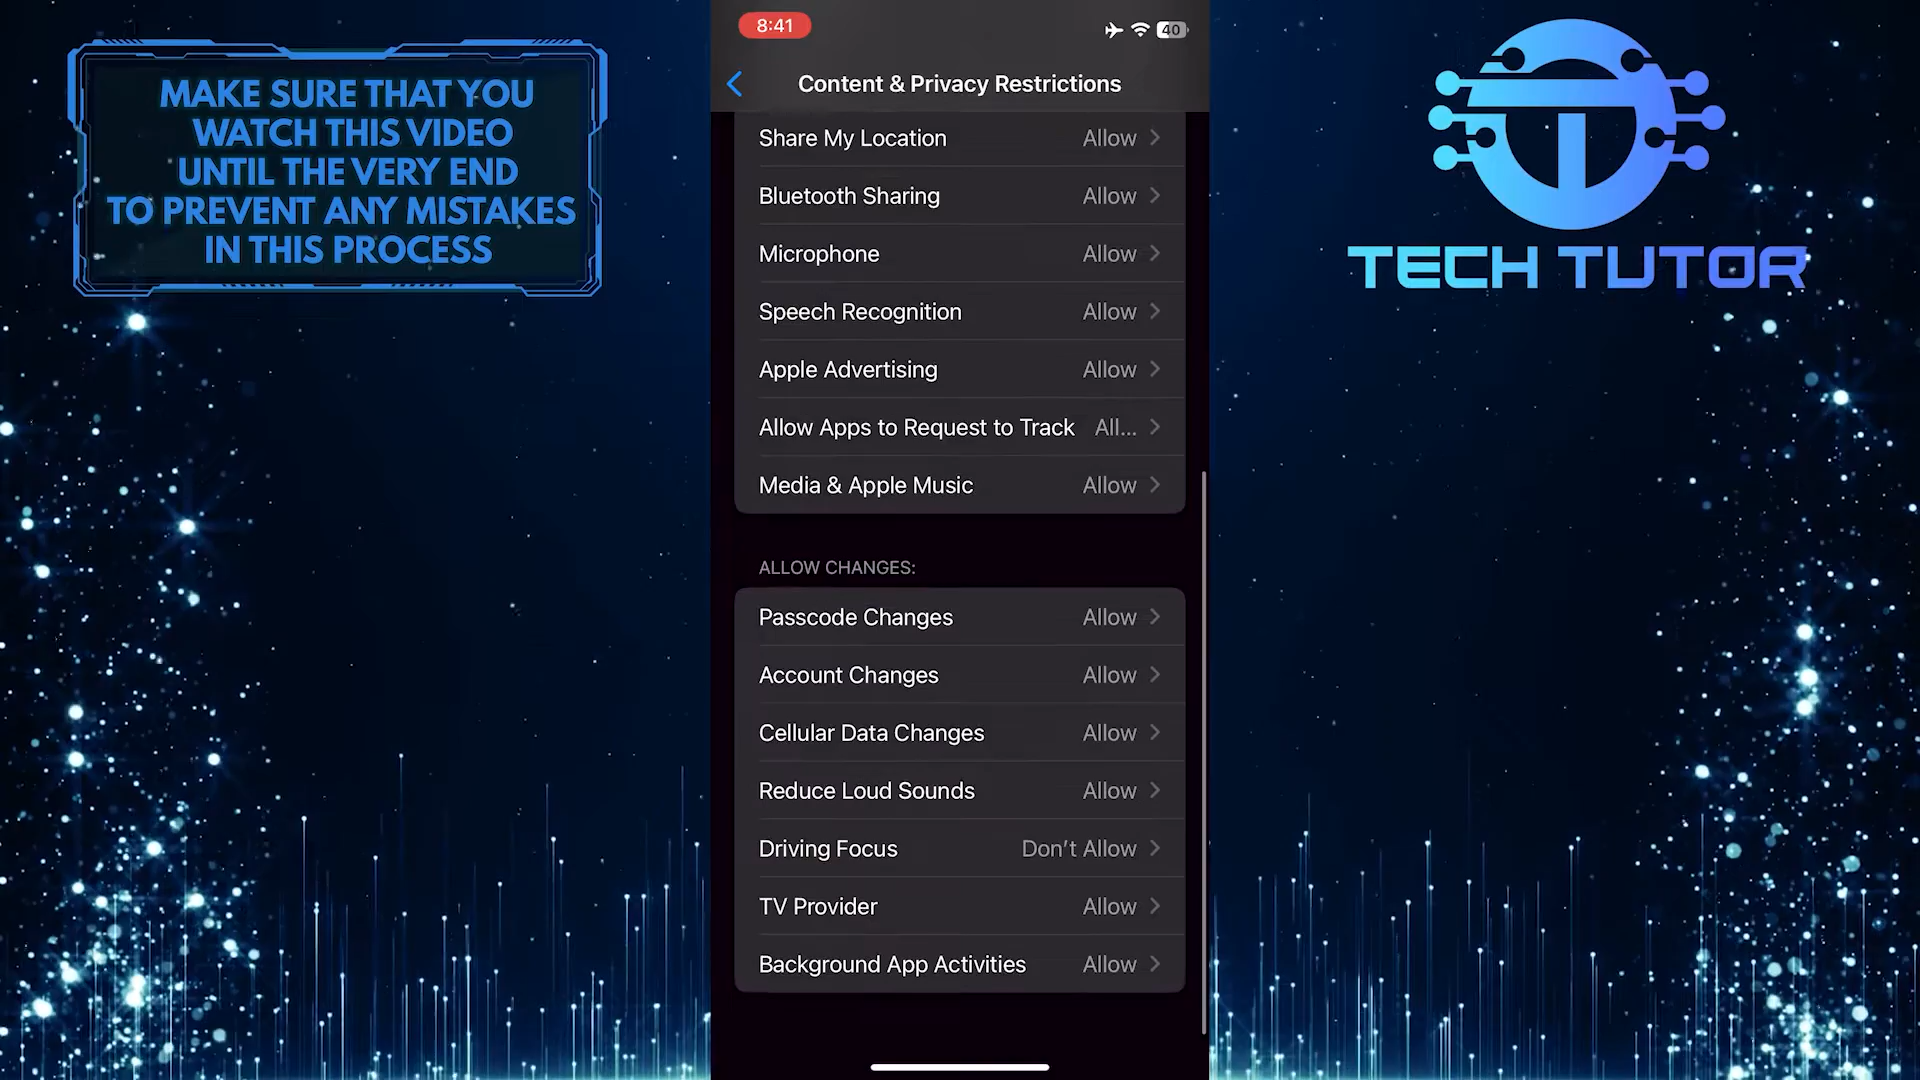 MAKE SURE THAT YOU
WATCH THIS VIDEO
UNTIL THE VERY END
TO PREVENT ANY MISTAKES
IN THIS PROCESS
8:41
40
Content & Privacy Restrictions
Share My Location Allow
Bluetooth Sharing Allow
Microphone Allow
Speech Recognition Allow
Apple Advertising Allow
Allow Apps to Request to Track All...
Media & Apple Music Allow
ALLOW CHANGES:
Passcode Changes Allow
Account Changes Allow
Cellular Data Changes Allow
Reduce Loud Sounds Allow
Driving Focus Don't Allow
TV Provider Allow
Background App Activities Allow
TECH TUTOR